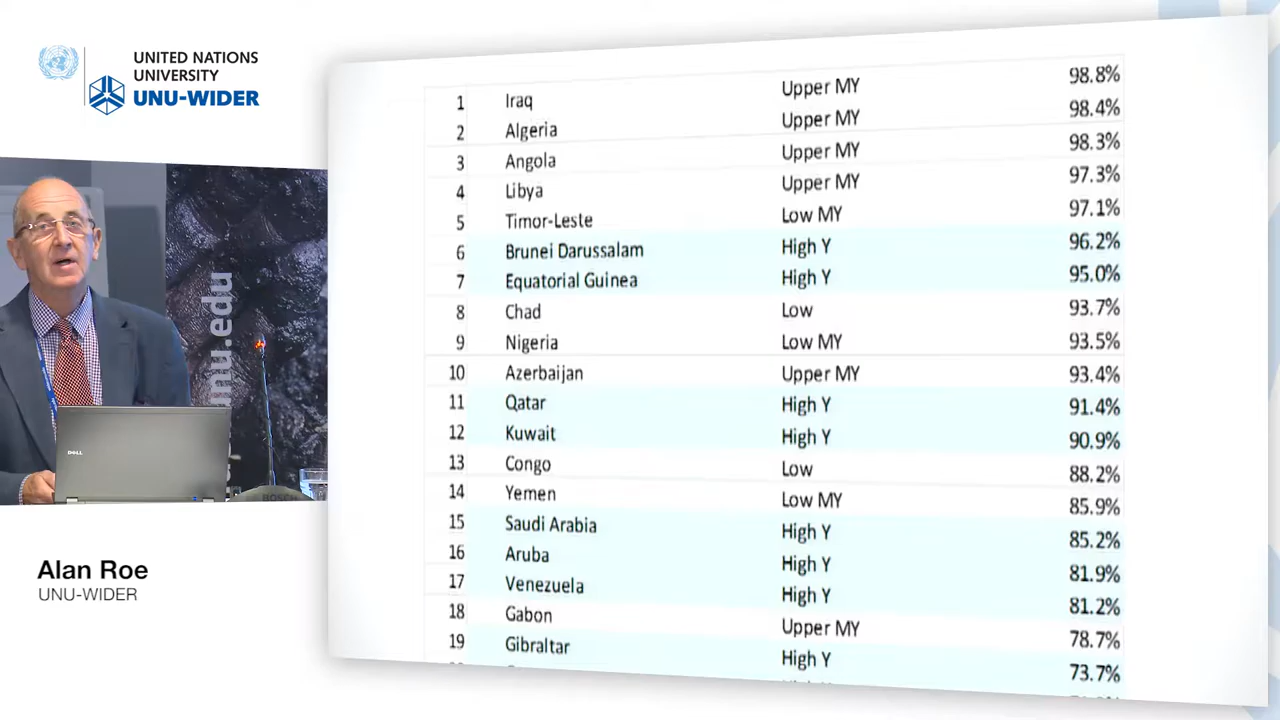 UNITED NATIONS
UNIVERSITY
UNU-WIDER
1 Iraq Upper MY 98.8%
2 Algeria Upper MY 98.4%
3 Angola Upper MY 98.3%
4 Libya Upper MY 97.3%
5 Timor-Leste Low MY 97.1%
6 Brunei Darussalam High Y 96.2%
7 Equatorial Guinea High Y 95.0%
8 Chad Low 93.7%
9 Nigeria Low MY 93.5%
10 Azerbaijan Upper MY 93.4%
11 Qatar High Y 91.4%
12 Kuwait High Y 90.9%
13 Congo Low 88.2%
14 Yemen Low MY 85.9%
15 Saudi Arabia High Y 85.2%
16 Aruba High Y 81.9%
17 Venezuela High Y 81.2%
18 Gabon Upper MY 78.7%
19 Gibraltar High Y 73.7%
nu.edu
DELL
BOSCH
Alan Roe
UNU-WIDER